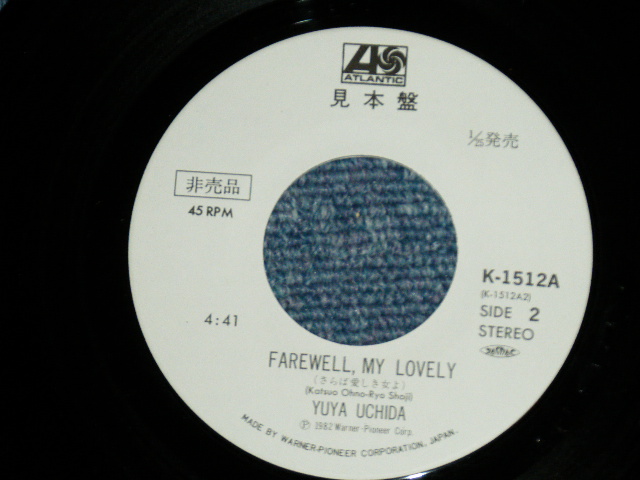 ATLANTIC
見本盤
1/25発売
非売品
45 RPM
K-1512A
(K-1512A2)
SIDE 2
STEREO
4:41
FAREWELL, MY LOVELY
(さらば愛しき女よ)
(Katsuo Ohno-Ryo Shoji)
YUYA UCHIDA
Ⓟ 1982 Warner-Pioneer Corp.
MADE BY WARNER-PIONEER CORPORATION, JAPAN.